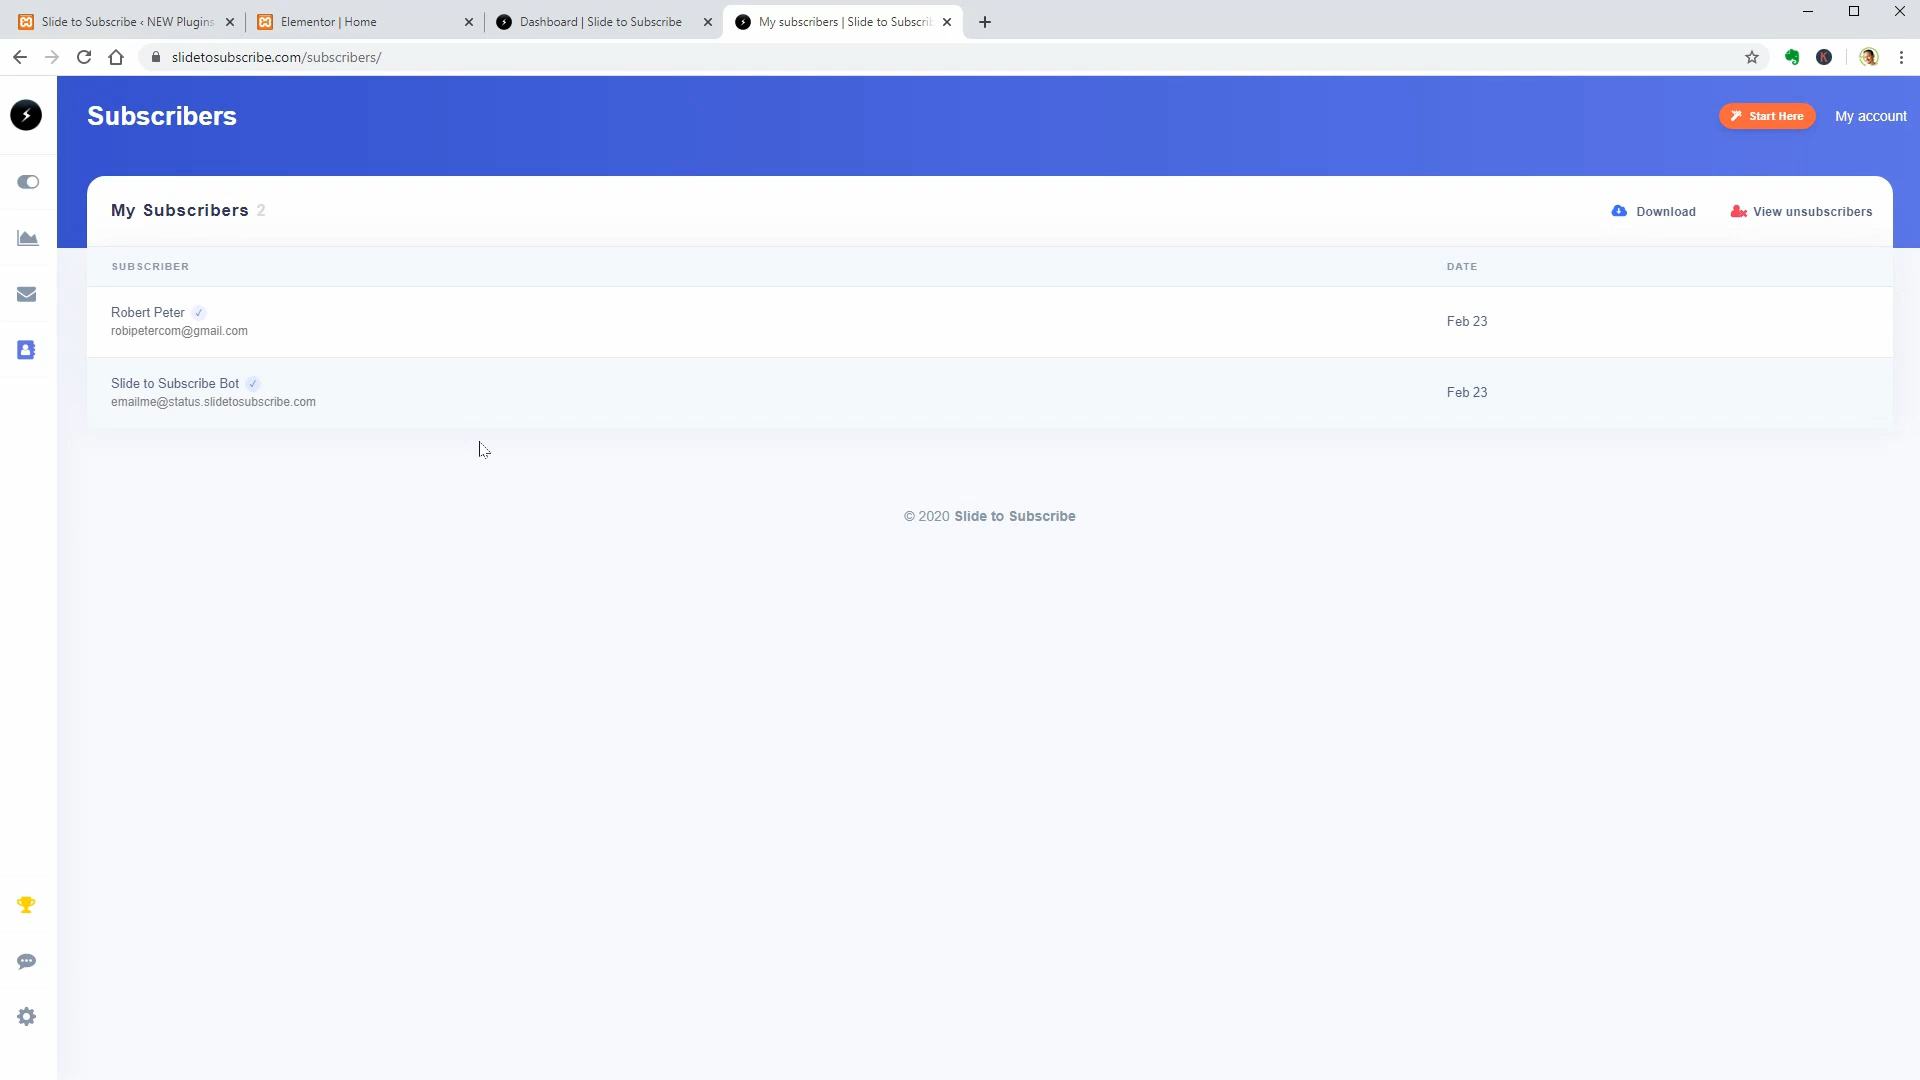 Slide to Subscribe ‹ NEW Plugins
Elementor | Home
Dashboard | Slide to Subscribe
My subscribers | Slide to Subscri
slidetosubscribe.com/subscribers/
K
Subscribers
Start Here
My account
My Subscribers 2
Download
View unsubscribers
SUBSCRIBER
DATE
Robert Peter
robipetercom@gmail.com
Feb 23
Slide to Subscribe Bot
emailme@status.slidetosubscribe.com
Feb 23
© 2020 Slide to Subscribe